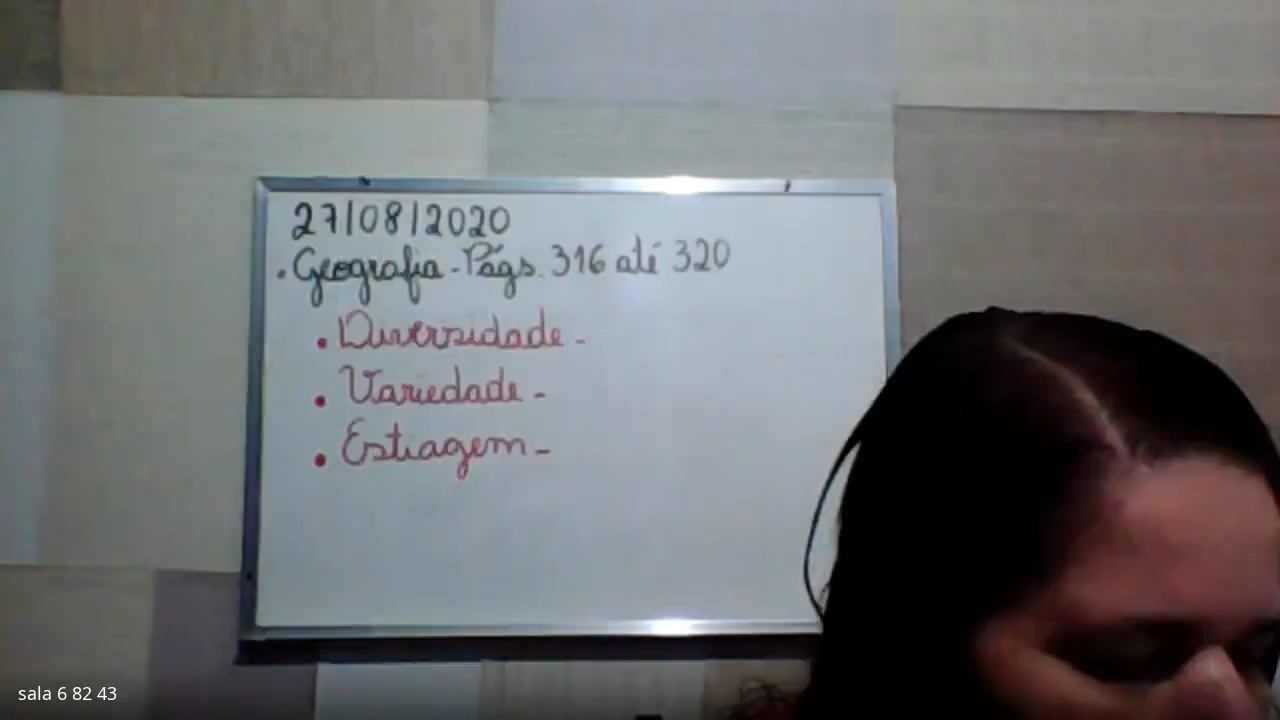 27/08/2020
. Geografia - Págs. 316 até 320
. Diversidade -
. Variedade -
. Estiagem -
sala 6 82 43